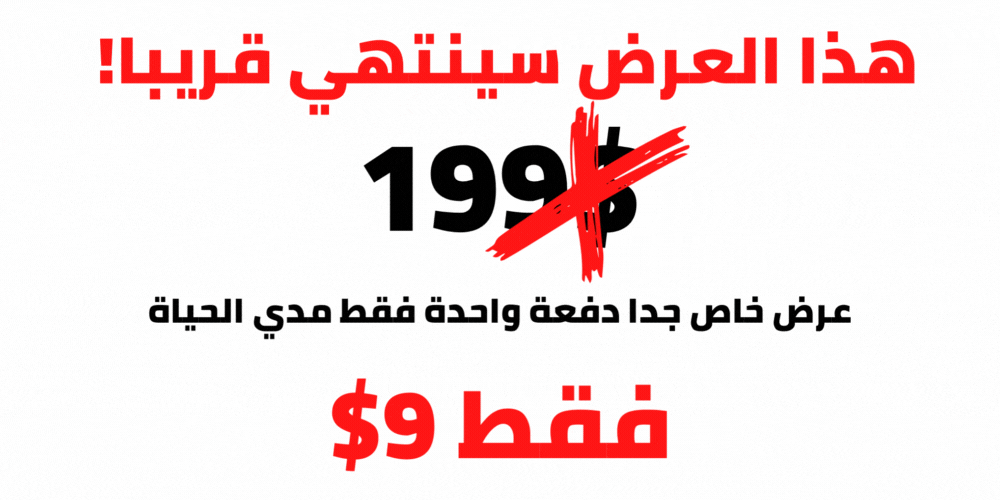 هذا العرض سينتهي قريبا!
199$
عرض خاص جدا دفعة واحدة فقط مدي الحياة
فقط 9$